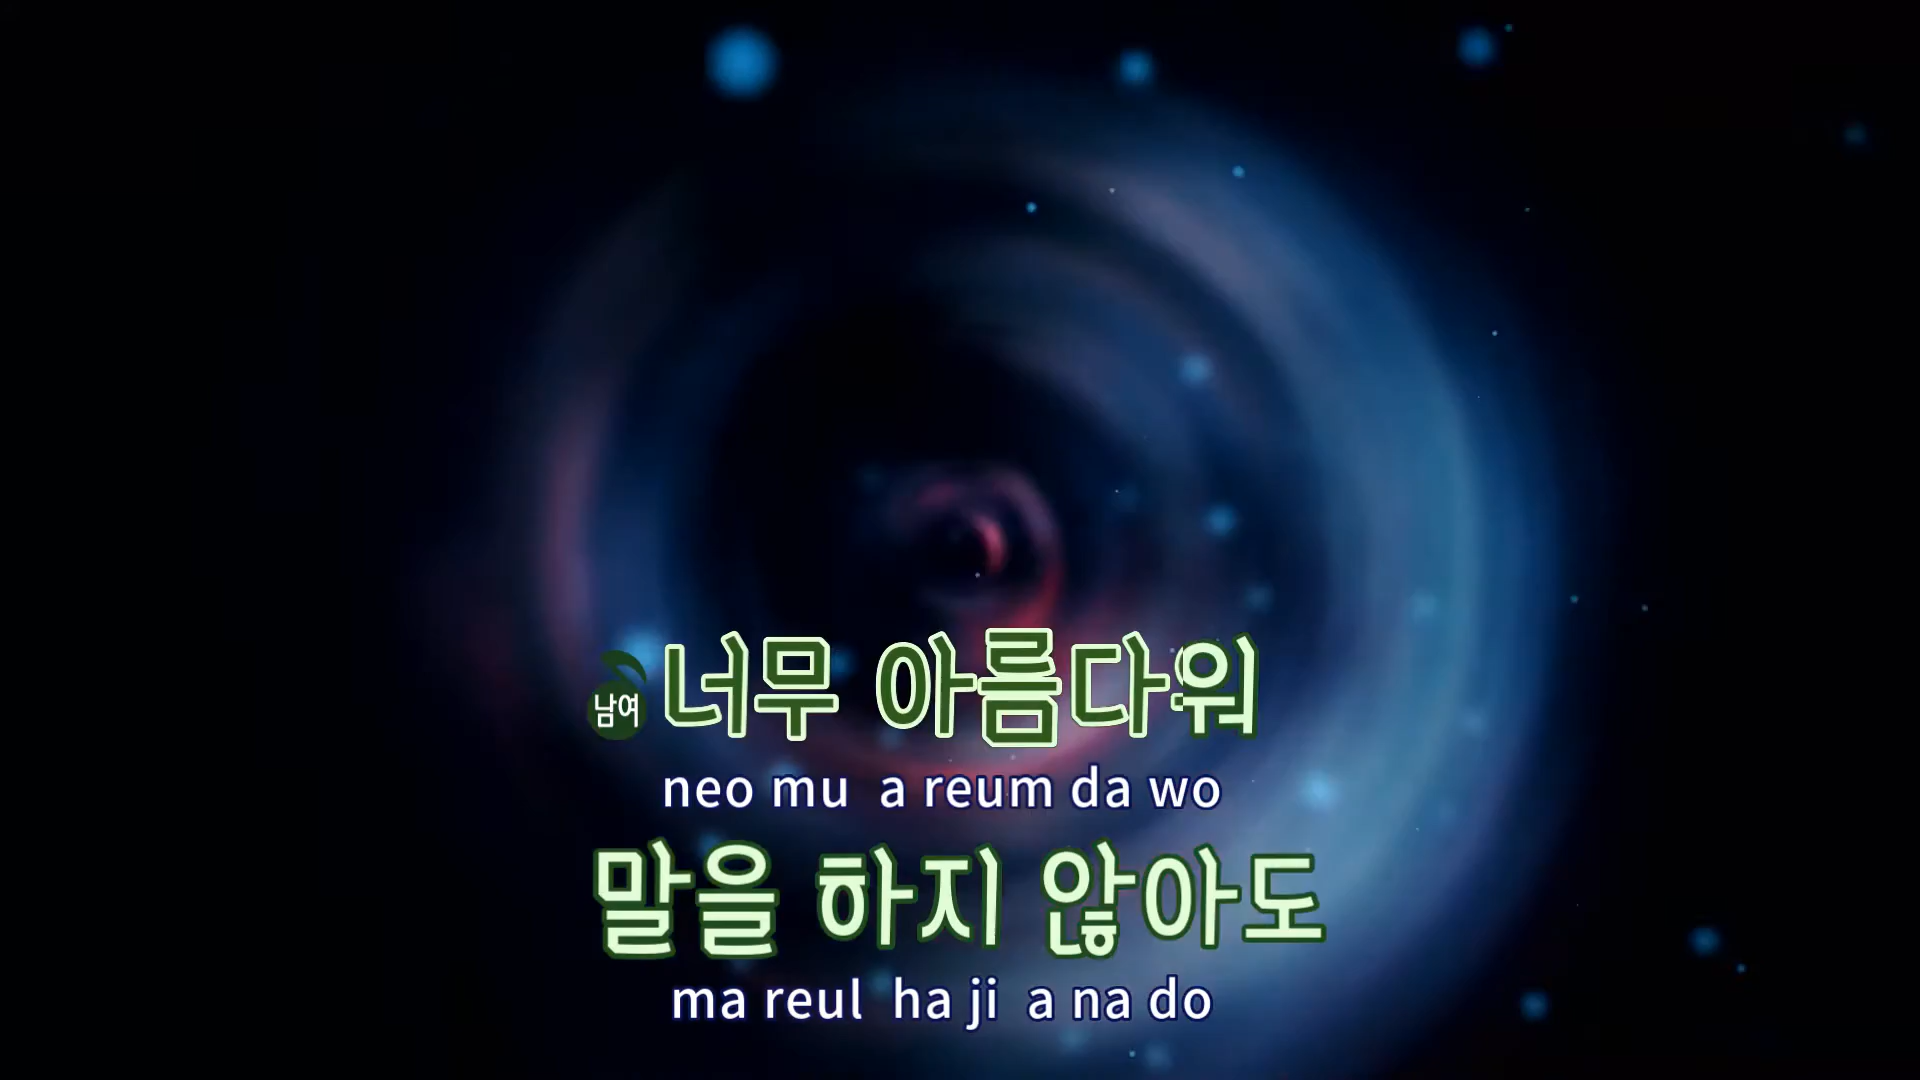 남여 너무 아름다워
neo mu a reum da wo
말을 하지 않아도
ma reul ha ji a na do